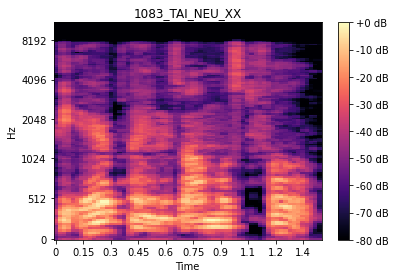 1083_TAI_NEU_XX
Hz
8192
4096
2048
1024
512
0
0 0.15 0.3 0.45 0.6 0.75 0.9 1.1 1.2 1.4
Time
+0 dB
-10 dB
-20 dB
-30 dB
-40 dB
-50 dB
-60 dB
-70 dB
-80 dB